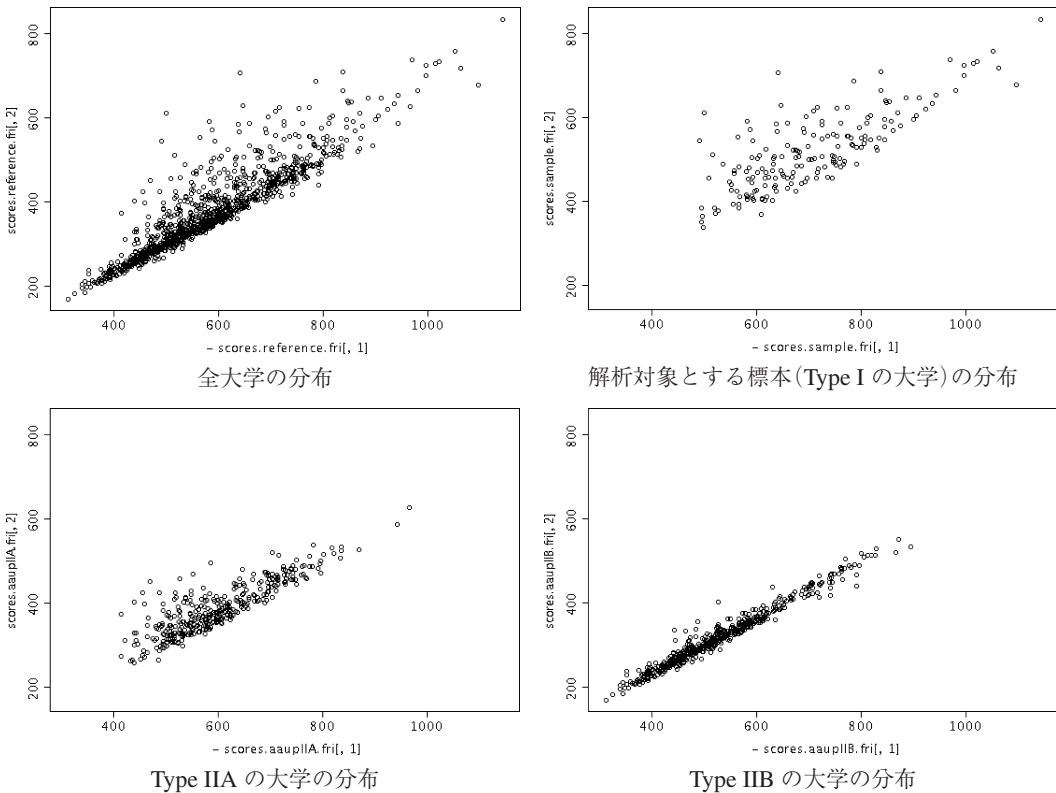 800
600
400
200
scores.reference.fri[, 2]
400 600 800 1000
– scores.reference.fri[, 1]
全大学の分布
800
600
400
200
scores.sample.fri[, 2]
400 600 800 1000
– scores.sample.fri[, 1]
解析対象とする標本(Type I の大学)の分布
800
600
400
200
scores.aaupIIA.fri[, 2]
400 600 800 1000
– scores.aaupIIA.fri[, 1]
Type IIA の大学の分布
800
600
400
200
scores.aaupIIB.fri[, 2]
400 600 800 1000
– scores.aaupIIB.fri[, 1]
Type IIB の大学の分布